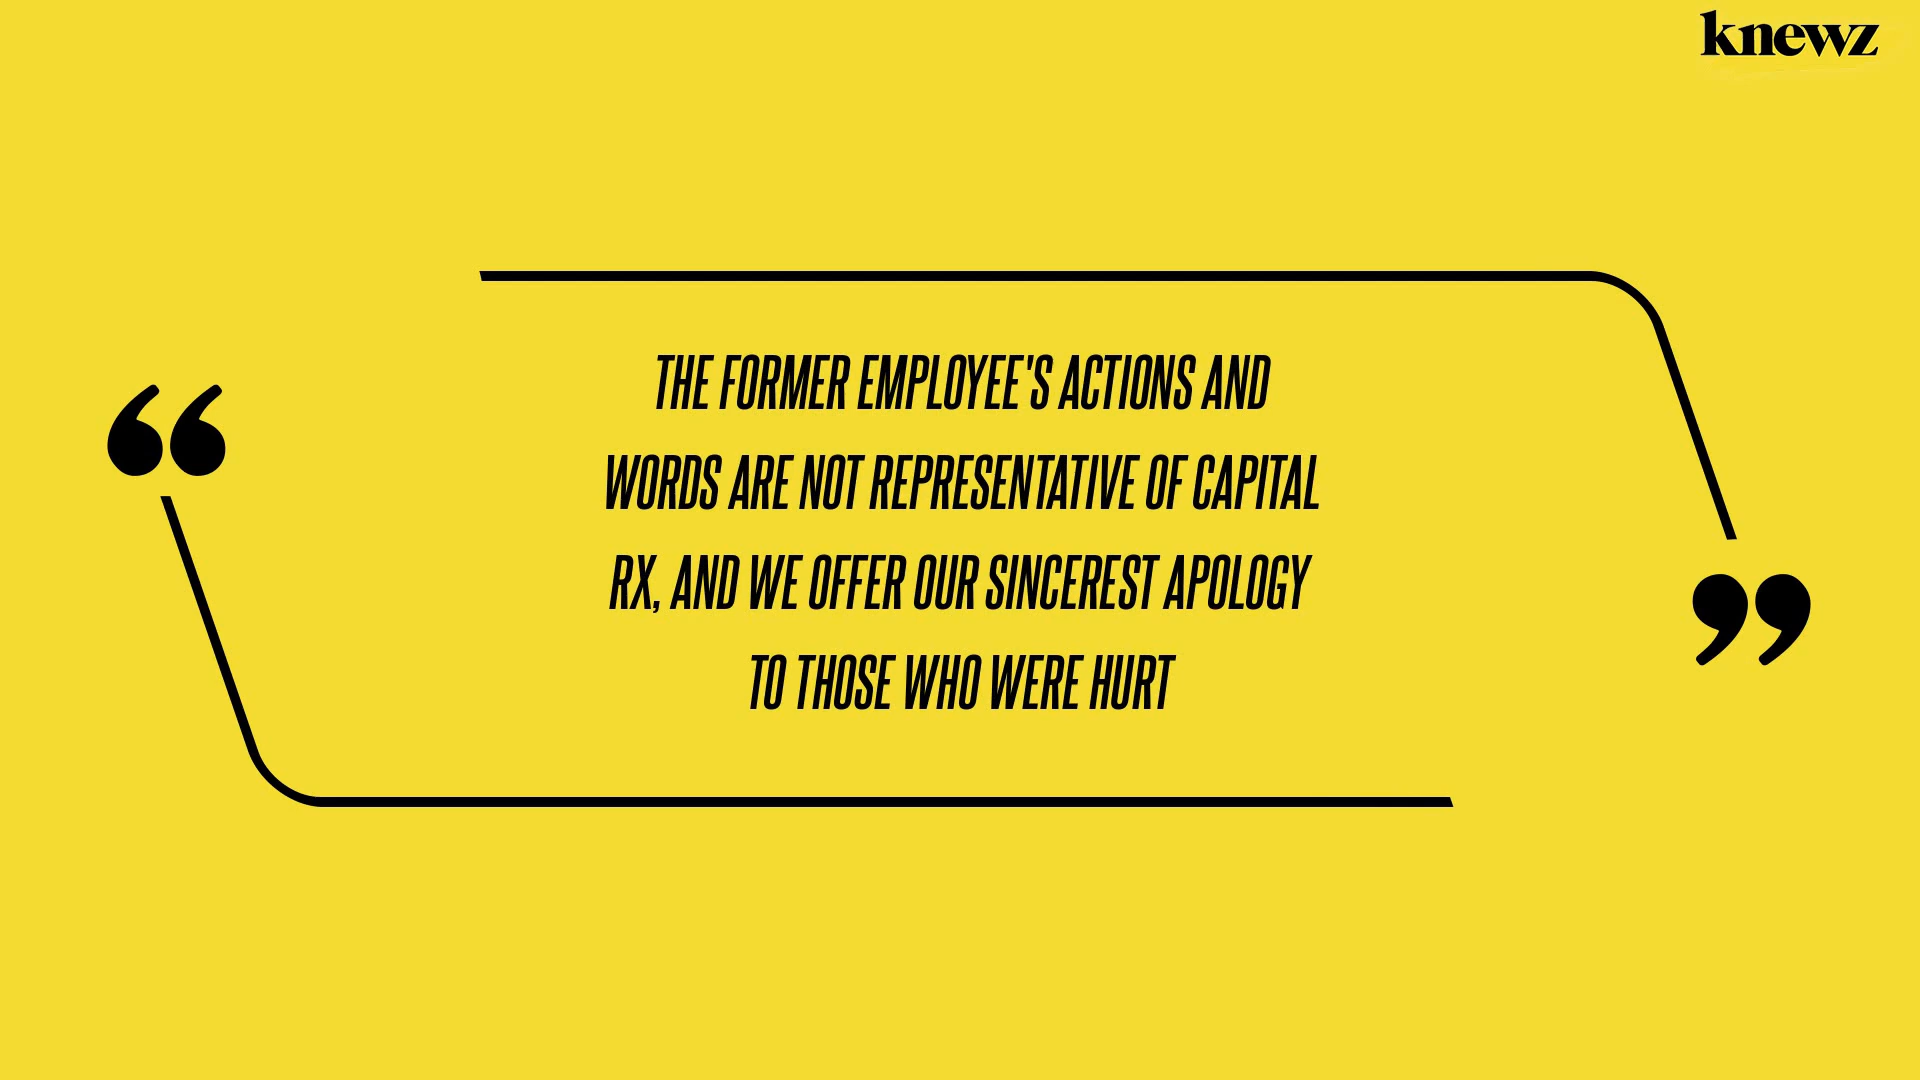 knewz
“
THE FORMER EMPLOYEE'S ACTIONS AND
WORDS ARE NOT REPRESENTATIVE OF CAPITAL
RX, AND WE OFFER OUR SINCEREST APOLOGY
TO THOSE WHO WERE HURT
”